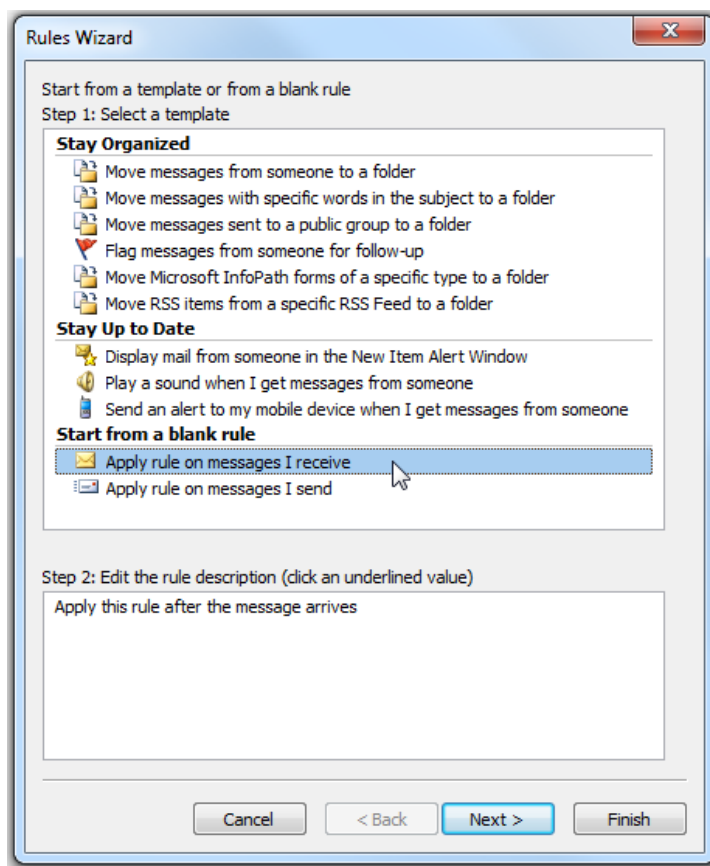 Rules Wizard
Start from a template or from a blank rule
Step 1: Select a template
Stay Organized
Move messages from someone to a folder
Move messages with specific words in the subject to a folder
Move messages sent to a public group to a folder
Flag messages from someone for follow-up
Move Microsoft InfoPath forms of a specific type to a folder
Move RSS items from a specific RSS Feed to a folder
Stay Up to Date
Display mail from someone in the New Item Alert Window
Play a sound when I get messages from someone
Send an alert to my mobile device when I get messages from someone
Start from a blank rule
Apply rule on messages I receive
Apply rule on messages I send
Step 2: Edit the rule description (click an underlined value)
Apply this rule after the message arrives
Cancel < Back Next > Finish